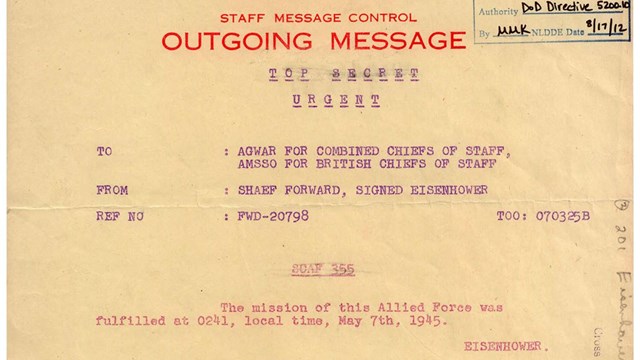 STAFF MESSAGE CONTROL
OUTGOING MESSAGE
Authority DoD Directive 5200.10
By MMK NLDDE Date 8/17/12
TOP SECRET
URGENT
TO : AGWAR FOR COMBINED CHIEFS OF STAFF,
AMSSO FOR BRITISH CHIEFS OF STAFF
FROM : SHAEF FORWARD, SIGNED EISENHOWER
REF NO : FWD-20798 TOO: 070325B
SCAF 355
The mission of this Allied Force was
fulfilled at 0241, local time, May 7th, 1945.
EISENHOWER.
201
Cross